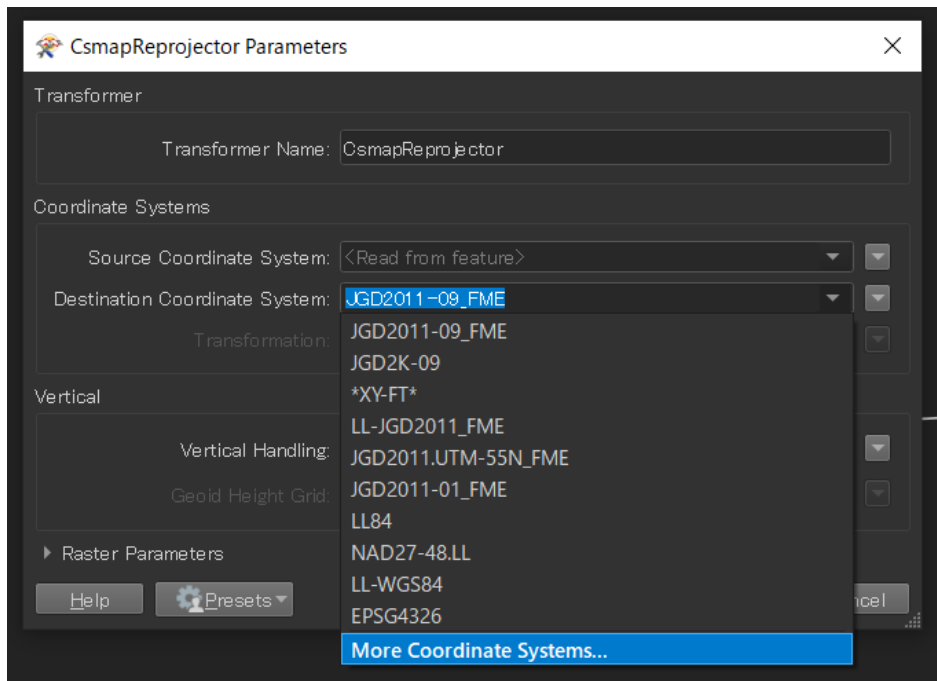 CsmapReprojector Parameters
Transformer
Transformer Name: CsmapReprojector
Coordinate Systems
Source Coordinate System: <Read from feature>
Destination Coordinate System: JGD2011-09_FME
Transformation:
JGD2011-09_FME
JGD2K-09
*XY-FT*
LL-JGD2011_FME
JGD2011.UTM-55N_FME
JGD2011-01_FME
LL84
NAD27-48.LL
LL-WGS84
EPSG4326
More Coordinate Systems...
Vertical
Vertical Handling:
Geoid Height Grid:
Raster Parameters
Help
Presets
ncel